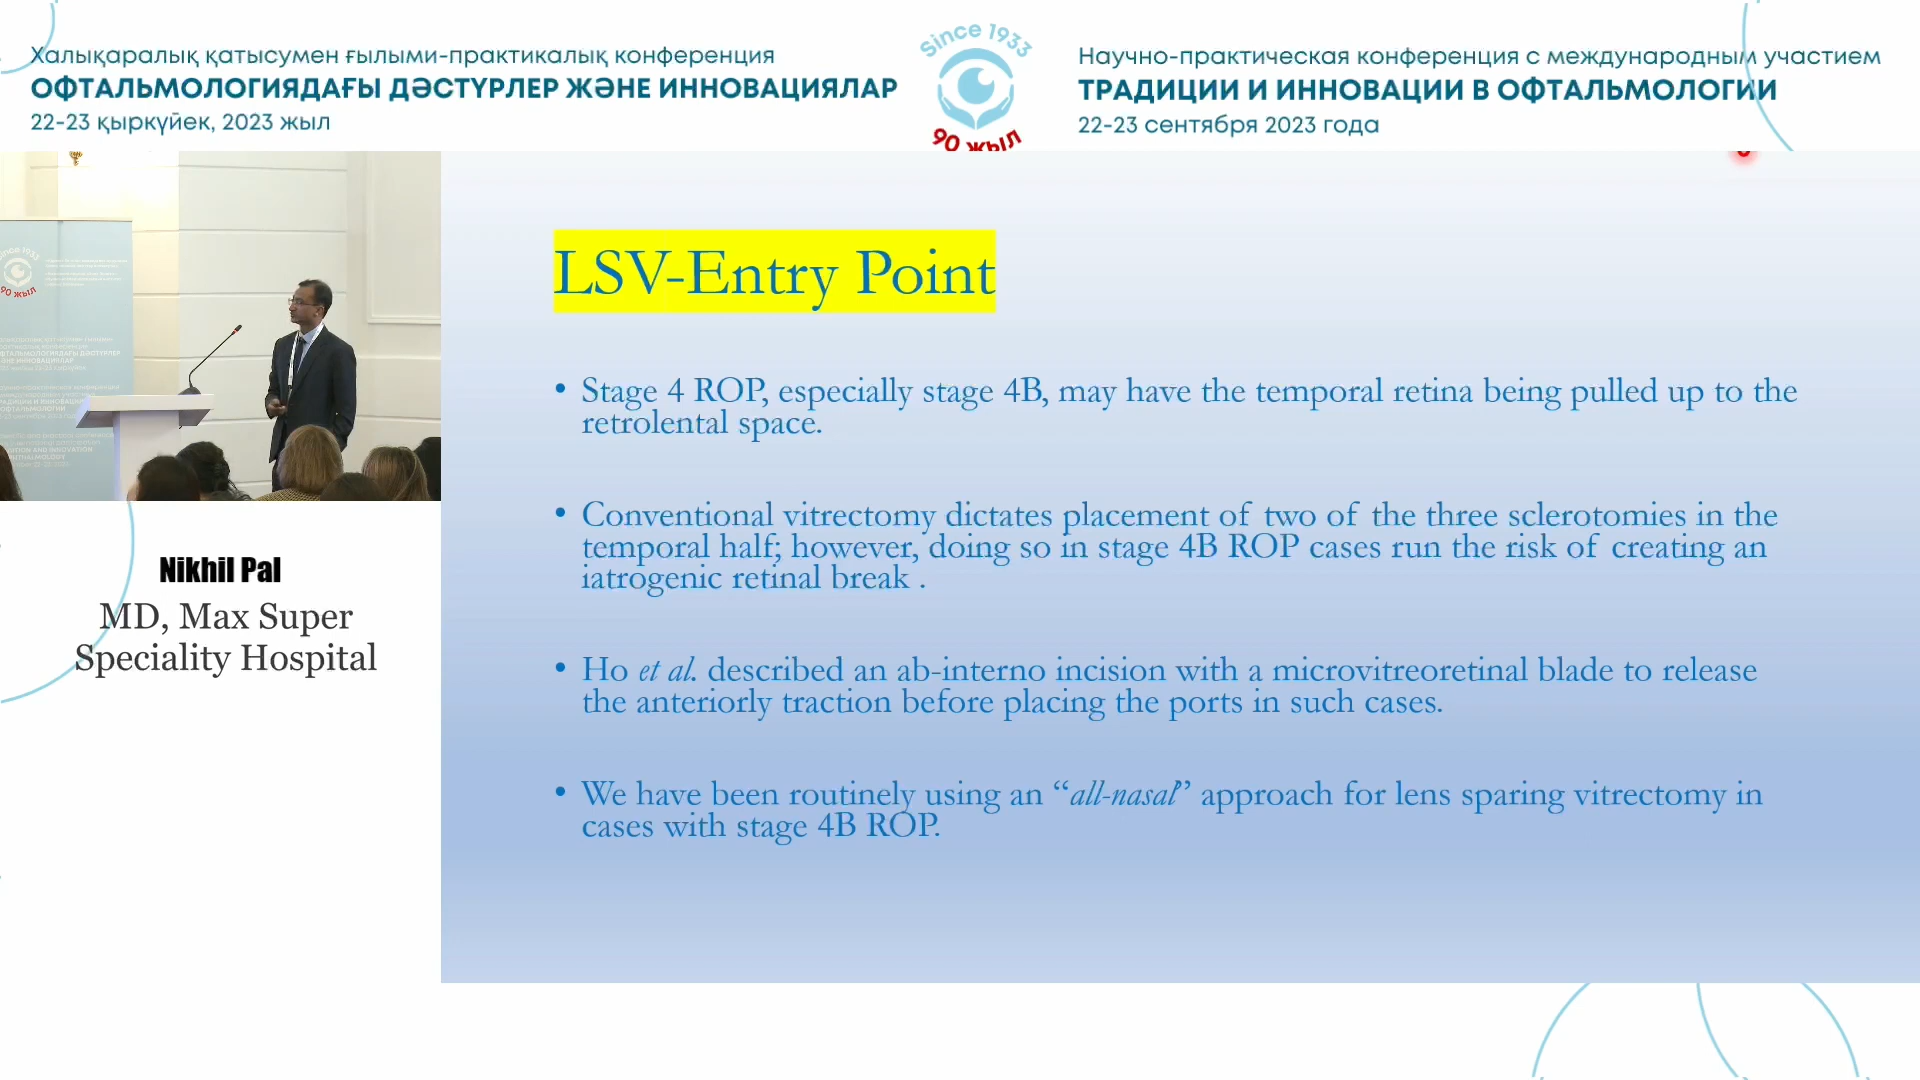 Халықаралық қатысумен ғылыми-практикалық конференция
ОФТАЛЬМОЛОГИЯДАҒЫ ДӘСТҮРЛЕР ЖӘНЕ ИННОВАЦИЯЛАР
22-23 қыркүйек, 2023 жыл
Since 1933
90 жыл
Научно-практическая конференция с международным участием
ТРАДИЦИИ И ИННОВАЦИИ В ОФТАЛЬМОЛОГИИ
22-23 сентября 2023 года
90 жыл
Nikhil Pal
MD, Max Super
Speciality Hospital
LSV-Entry Point
• Stage 4 ROP, especially stage 4B, may have the temporal retina being pulled up to the
retrolental space.
• Conventional vitrectomy dictates placement of two of the three sclerotomies in the
temporal half; however, doing so in stage 4B ROP cases run the risk of creating an
iatrogenic retinal break .
• Ho et al. described an ab-interno incision with a microvitreoretinal blade to release
the anteriorly traction before placing the ports in such cases.
• We have been routinely using an “all-nasal” approach for lens sparing vitrectomy in
cases with stage 4B ROP.